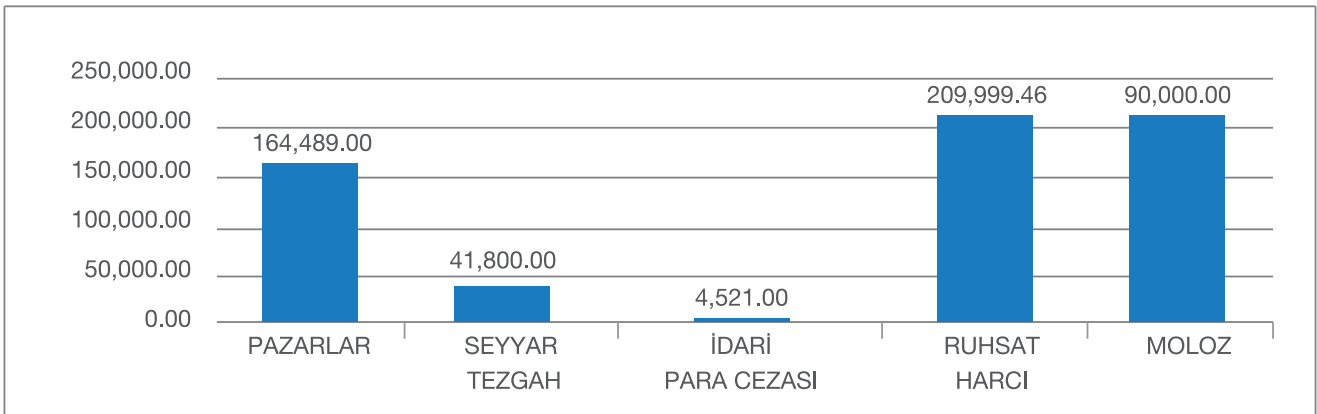 250,000.00
200,000.00
150,000.00
100,000.00
50,000.00
0.00
164,489.00
41,800.00
4,521.00
209,999.46
90,000.00
PAZARLAR
SEYYAR
TEZGAH
İDARİ
PARA CEZASI
RUHSAT
HARCI
MOLOZ